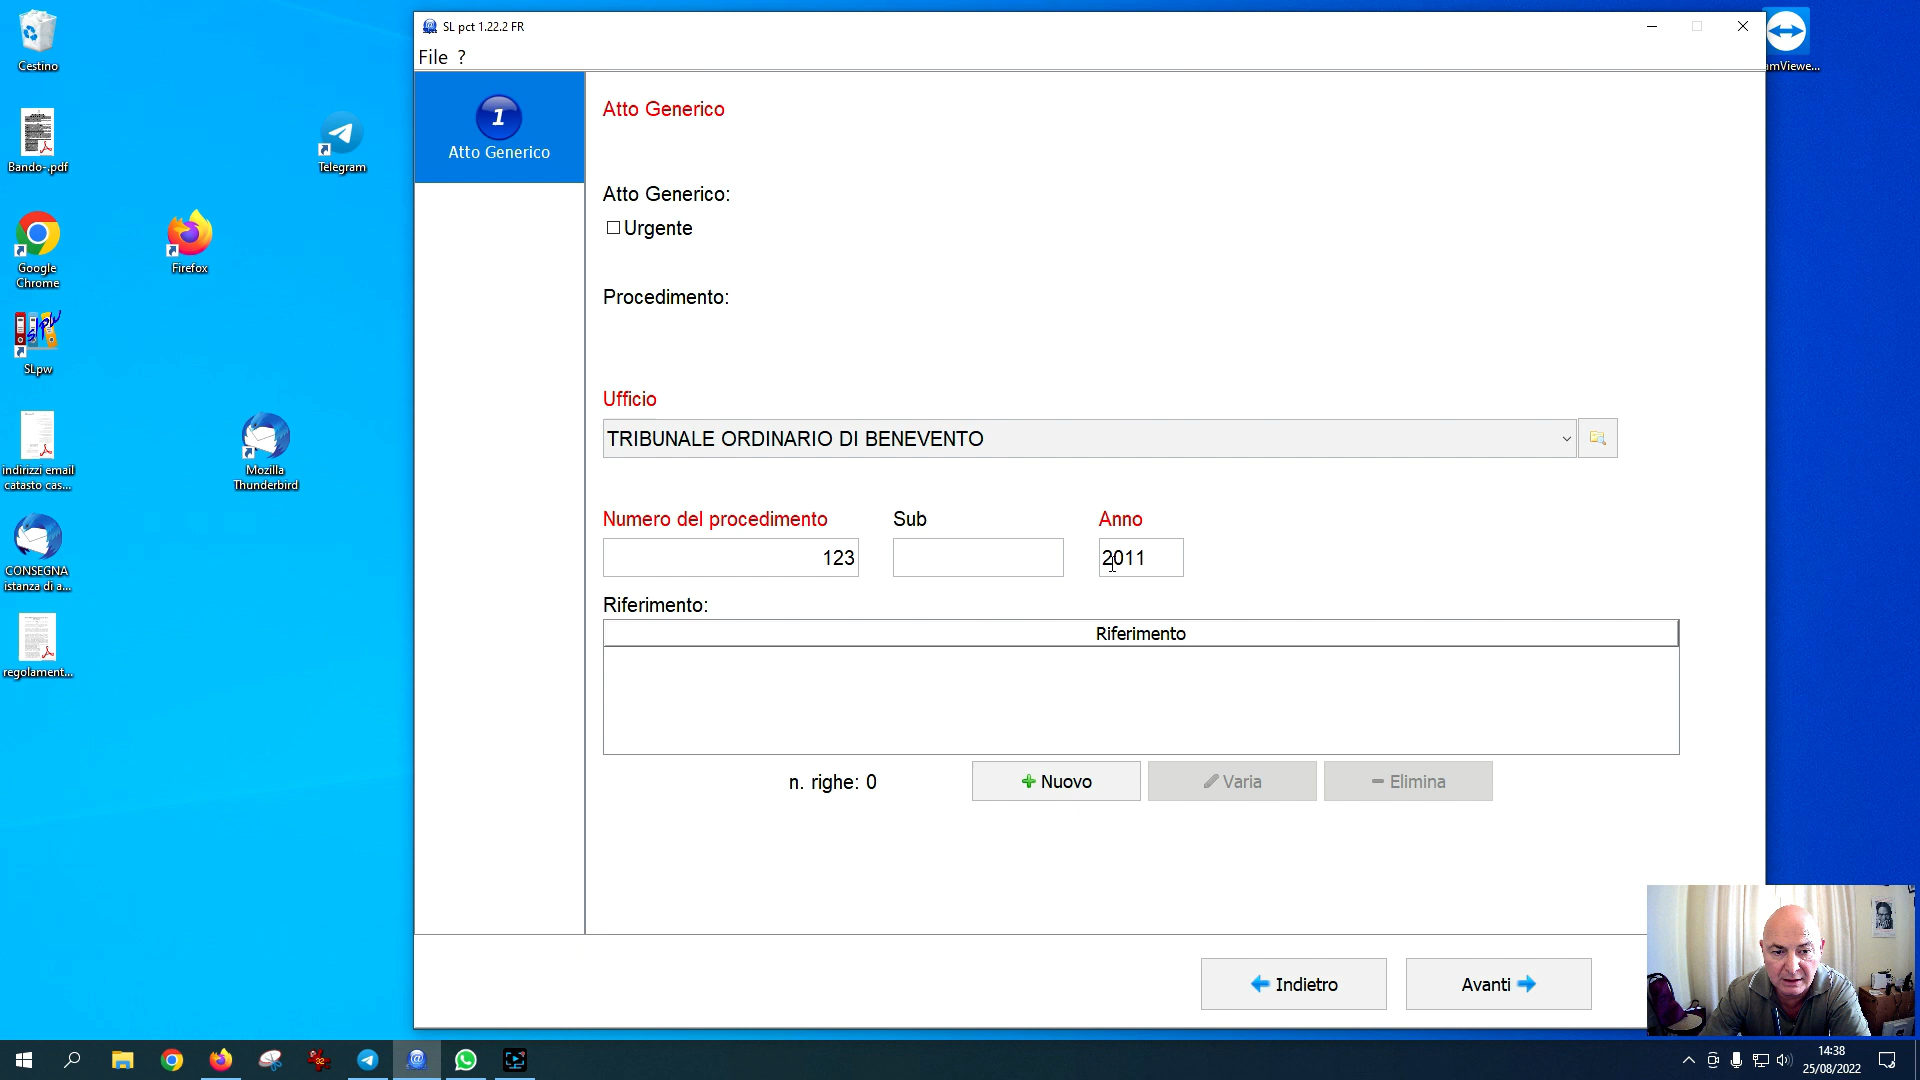 SL pct 1.22.2 FR
File ?
Cestino
Bando-.pdf
Telegram
Google
Chrome
Firefox
SLpw
indirizzi email
catasto cas...
Mozilla
Thunderbird
CONSEGNA
istanza di a...
regolament...
amViewe...
1
Atto Generico
Atto Generico
Atto Generico:
Urgente
Procedimento:
Ufficio
TRIBUNALE ORDINARIO DI BENEVENTO
Numero del procedimento Sub Anno
123 2011
Riferimento:
Riferimento
n. righe: 0 Nuovo Varia Elimina
Indietro Avanti
14:38
25/08/2022